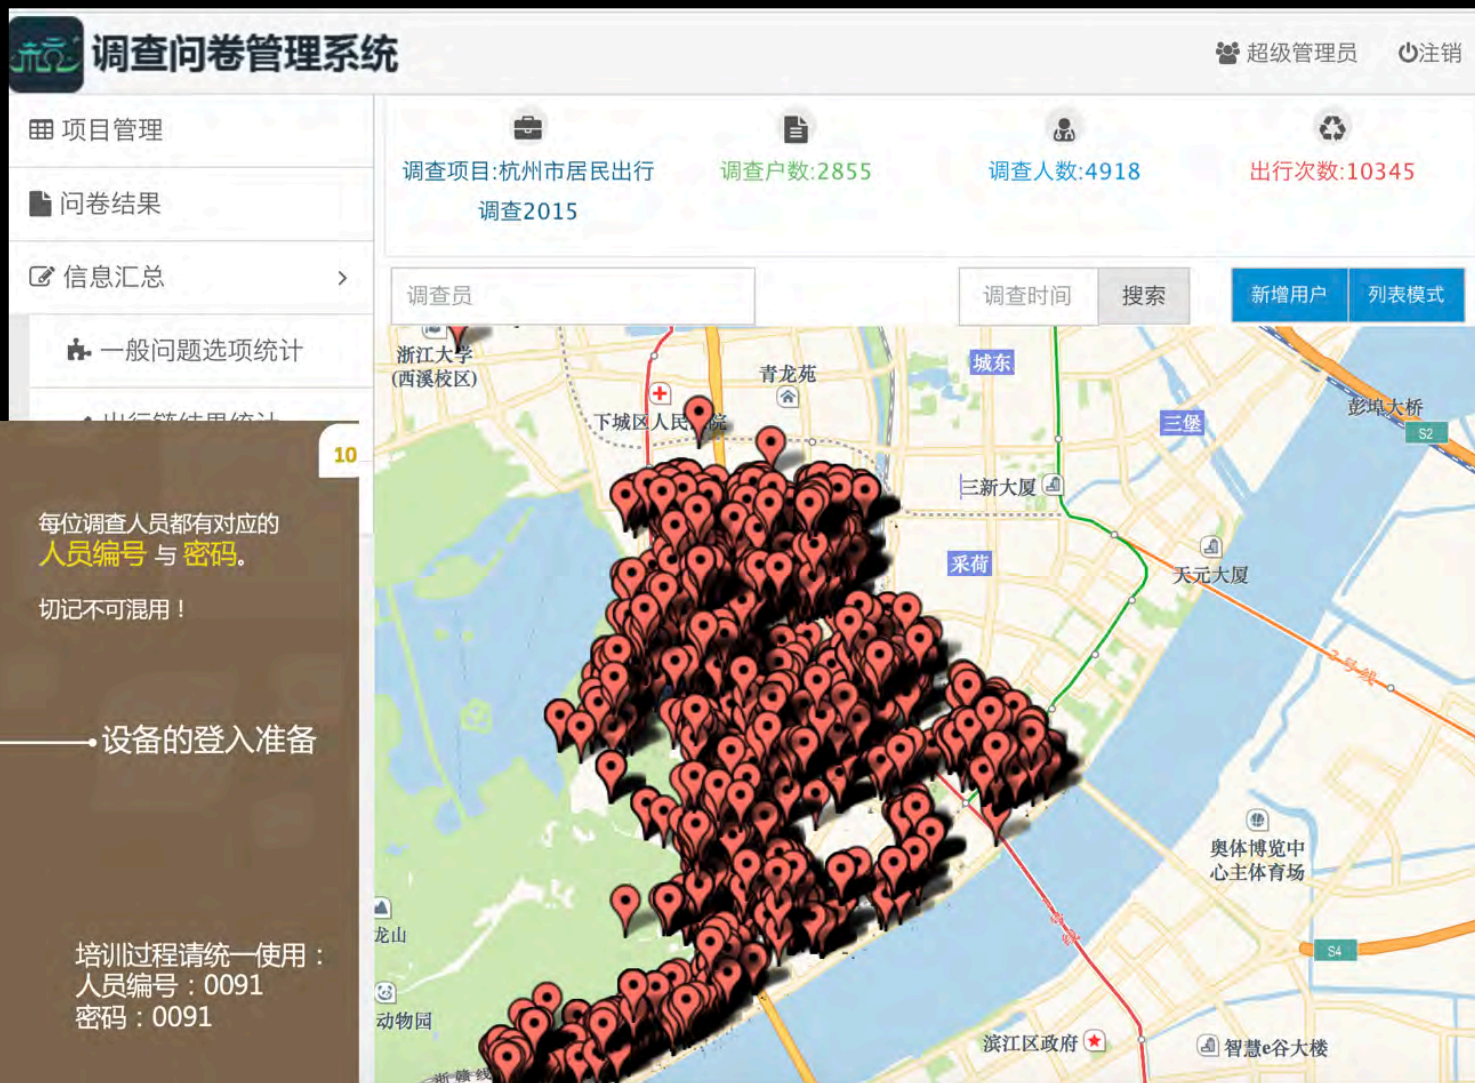 调查问卷管理系统
超级管理员
注销
项目管理
问卷结果
信息汇总
一般问题选项统计
调查项目:杭州市居民出行
调查2015
调查户数:2855
调查人数:4918
出行次数:10345
调查员
调查时间
搜索
新增用户
列表模式
10
每位调查人员都有对应的
人员编号 与 密码。
切记不可混用！
设备的登入准备
培训过程请统一使用：
人员编号：0091
密码：0091
浙江大学
(西溪校区)
青龙苑
城东
彭埠大桥
S2
三堡
三新大厦
采荷
天元大厦
2号线
奥体博览中
心主体育场
S4
龙山
动物园
滨江区政府
智慧e谷大楼
浙赣线